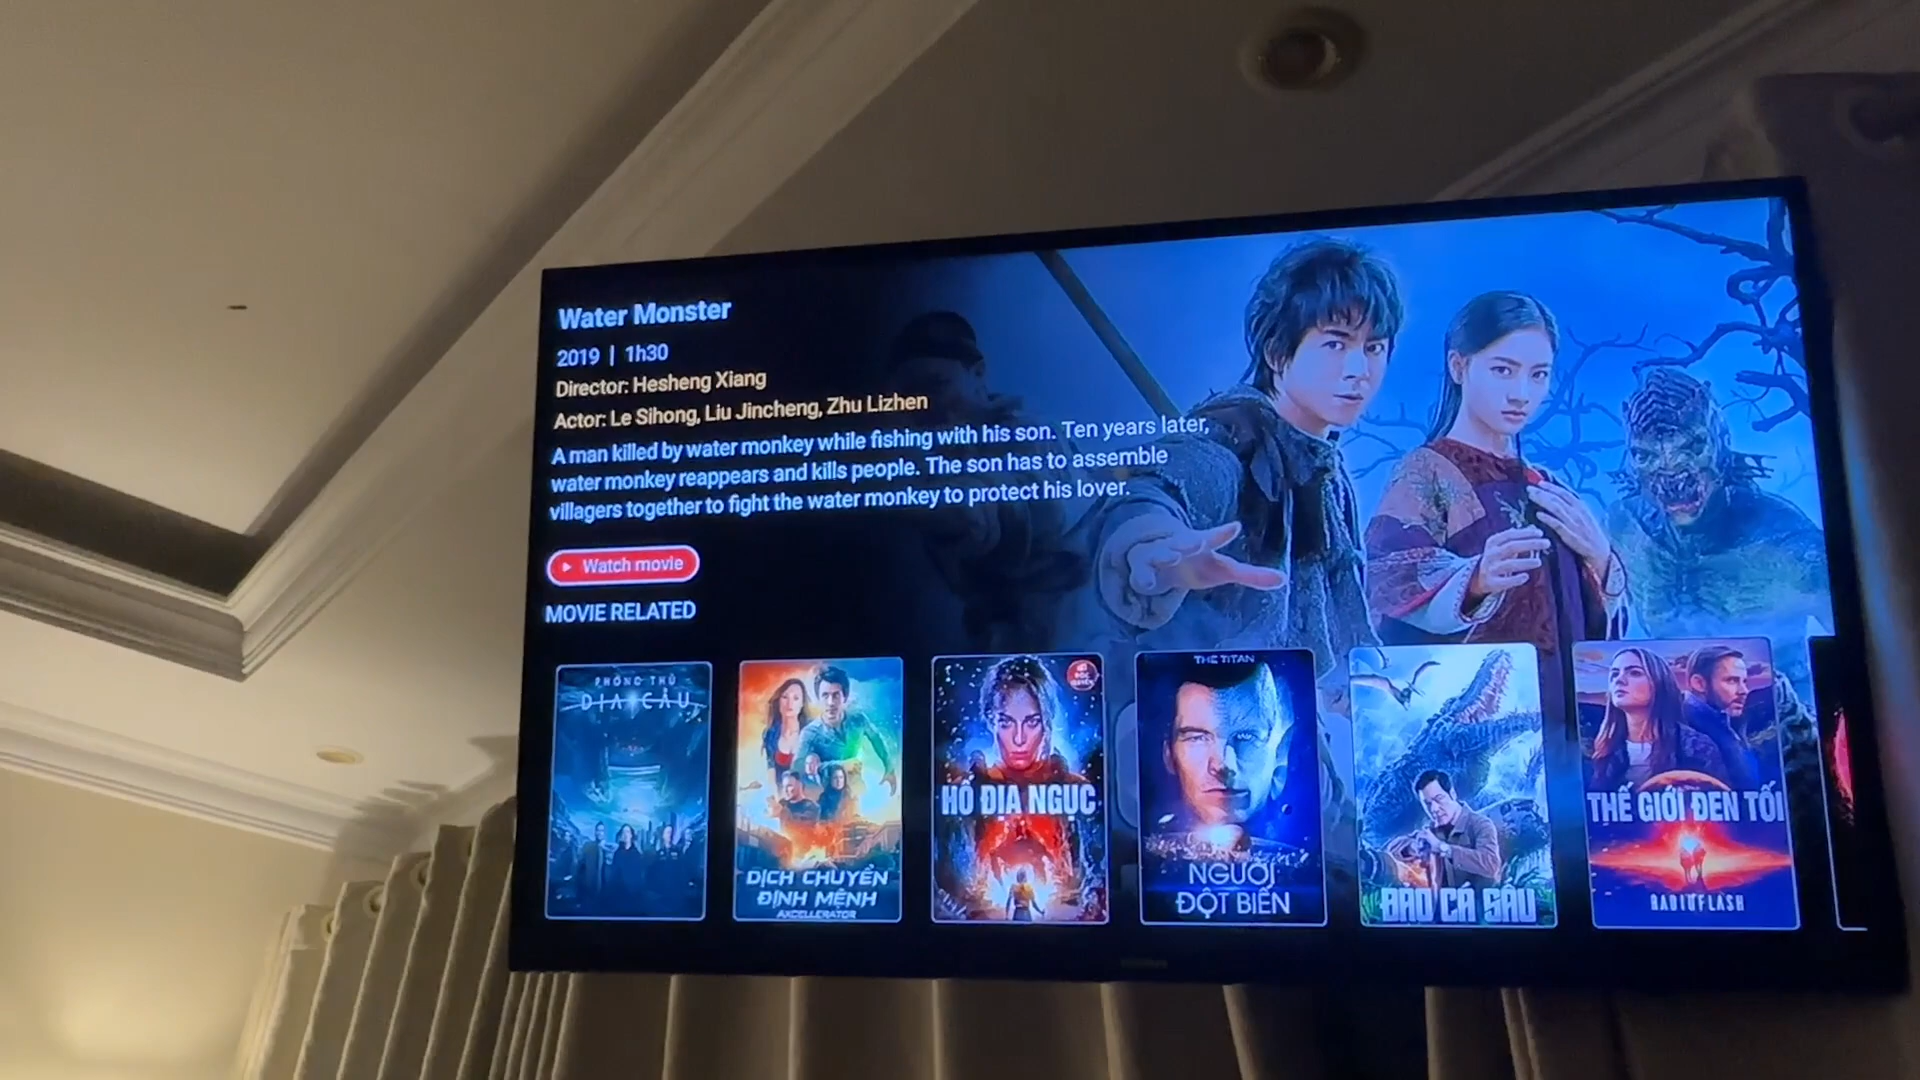 Water Monster
2019 | 1h30
Director: Hesheng Xiang
Actor: Le Sihong, Liu Jincheng, Zhu Lizhen
A man killed by water monkey while fishing with his son. Ten years later,
water monkey reappears and kills people. The son has to assemble
villagers together to fight the water monkey to protect his lover.
Watch movie
MOVIE RELATED
PHÒNG THỦ
ĐỊA CẦU
DỊCH CHUYỂN
ĐỊNH MỆNH
AXCELLERATOR
HỐ ĐỊA NGỤC
THE TITAN
NGƯỜI
ĐỘT BIẾN
ĐẢO CÁ SẤU
THẾ GIỚI ĐEN TỐI
RADIOFLASH